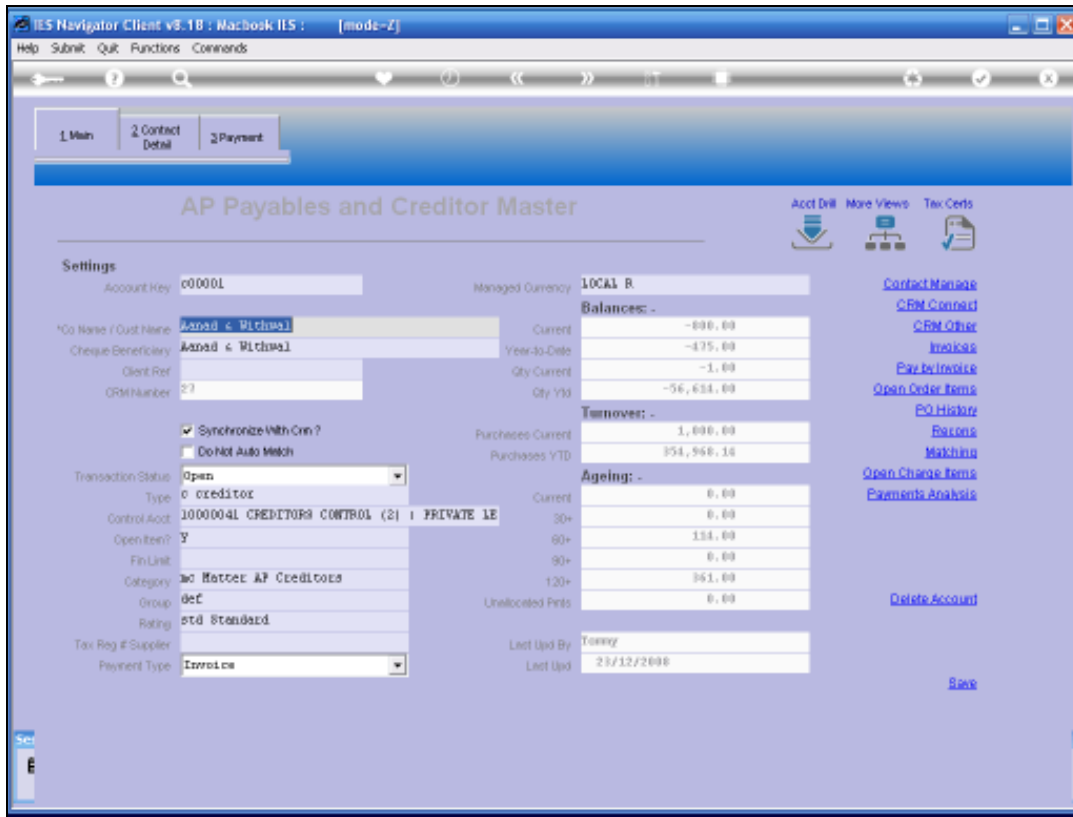 IES Navigator Client v8.1B : Macbook IES : [mode-Z]
Help Submit Quit Functions Commands
1 Main
2 Contact Detail
3 Payment
AP Payables and Creditor Master
Acct Drill More Views Tax Certs
Settings
Account Key c00001
Managed Currency LOCAL R
Contact Manage
Balances: -
CRM Connect
*Co Name / Cust Name Aanad & Withwal
Current -800.00
CRM Other
Cheque Beneficiary Aanad & Withwal
Year-to-Date -475.00
Invoices
Client Ref
Qty Current -1.00
Pay by Invoice
CRM Number 27
Qty Ytd -56,614.00
Open Order Items
Turnover: -
PO History
Synchronize With Crm ?
Purchases Current 1,000.00
Recons
Do Not Auto Match
Purchases YTD 354,968.14
Matching
Transaction Status Open
Ageing: -
Open Charge Items
Type c creditor
Current 0.00
Payments Analysis
Control Acct 10000041 CREDITORS CONTROL (2) : PRIVATE LE
30+ 0.00
Open Item? Y
60+ 114.00
Fin Limit
90+ 0.00
Category mc Matter AP Creditors
120+ 361.00
Group def
Unallocated Pmts 0.00
Delete Account
Rating std Standard
Tax Reg # Supplier
Last Upd By Tommy
Payment Type Invoice
Last Upd 23/12/2008
Save